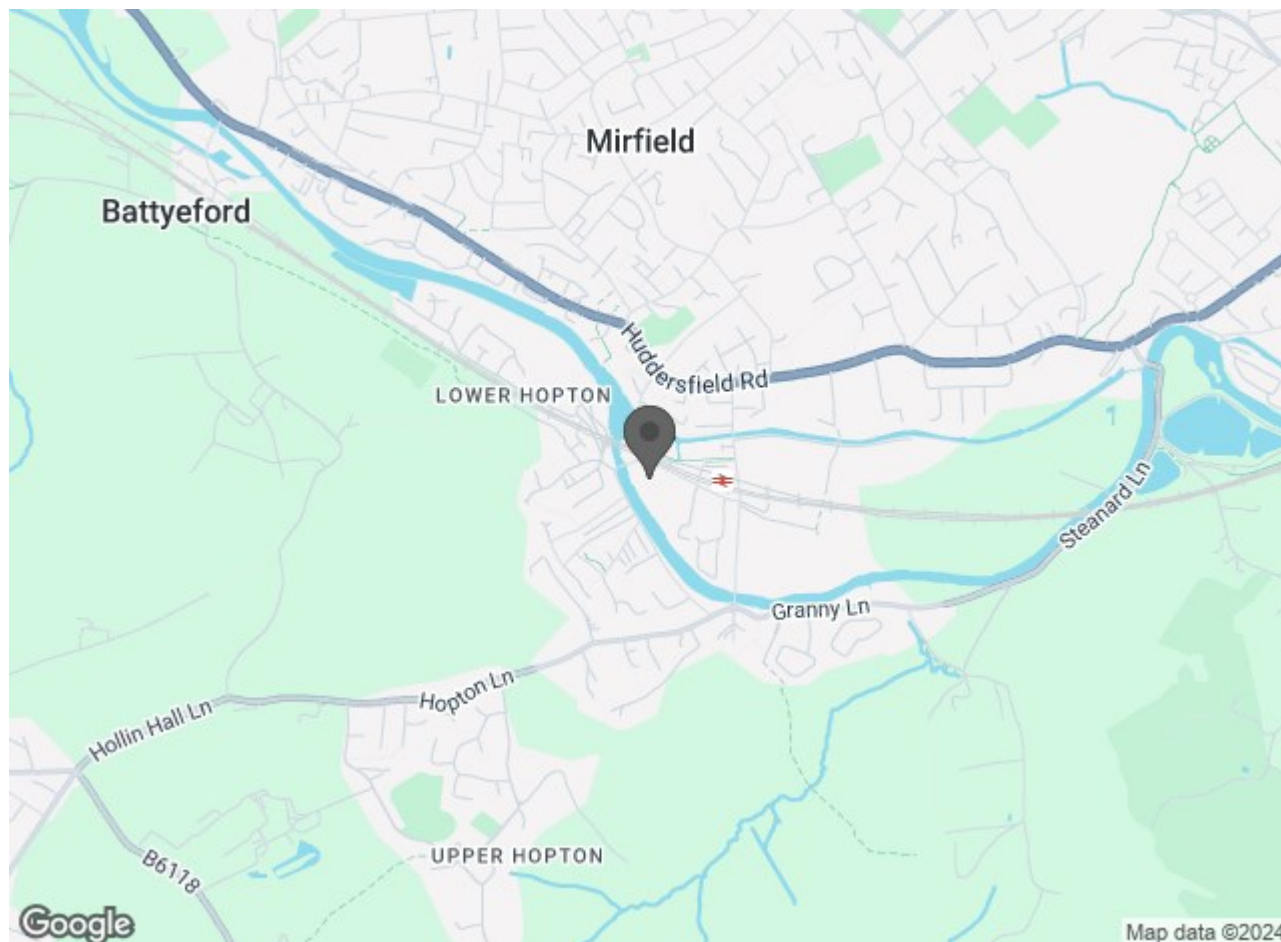 Mirfield
Battyeford
Huddersfield Rd
LOWER HOPTON
Steanard Ln
Granny Ln
Hopton Ln
Hollin Hall Ln
UPPER HOPTON
B6118
Google
Map data ©2024